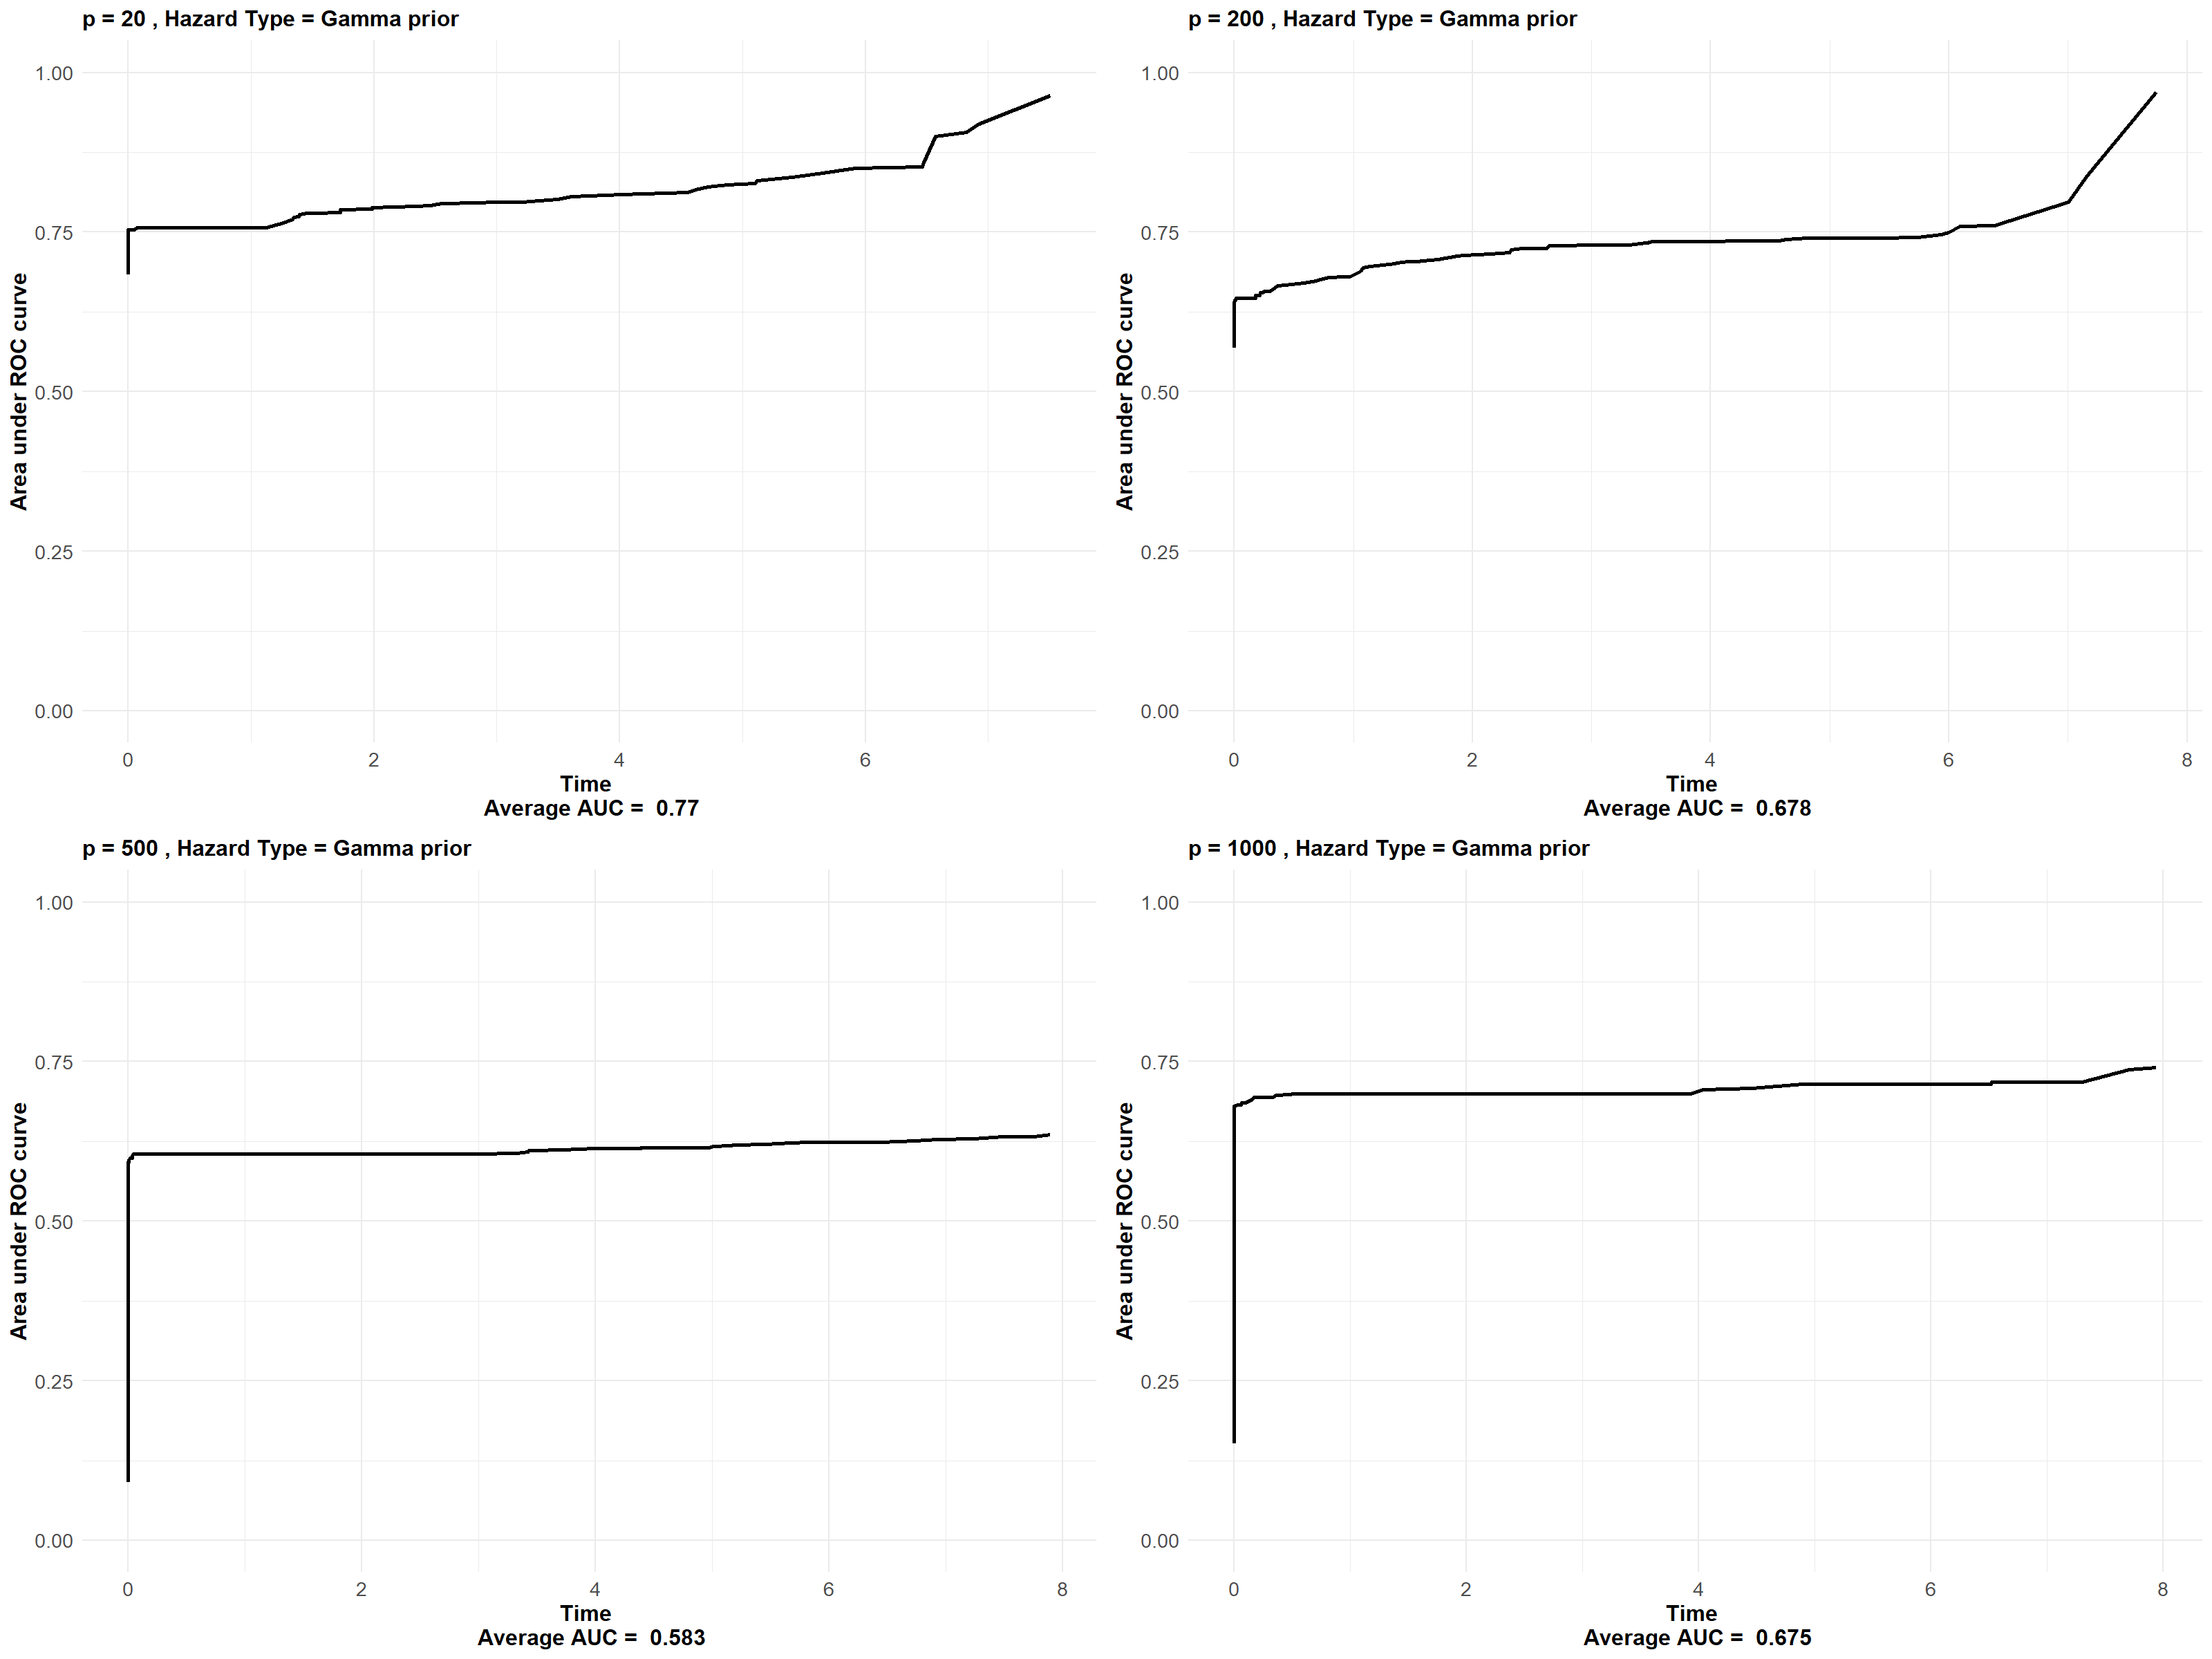 p = 20 , Hazard Type = Gamma prior
Area under ROC curve
1.00
0.75
0.50
0.25
0.00
0 2 4 6
Time
Average AUC =  0.77
p = 200 , Hazard Type = Gamma prior
Area under ROC curve
1.00
0.75
0.50
0.25
0.00
0 2 4 6 8
Time
Average AUC =  0.678
p = 500 , Hazard Type = Gamma prior
Area under ROC curve
1.00
0.75
0.50
0.25
0.00
0 2 4 6 8
Time
Average AUC =  0.583
p = 1000 , Hazard Type = Gamma prior
Area under ROC curve
1.00
0.75
0.50
0.25
0.00
0 2 4 6 8
Time
Average AUC =  0.675